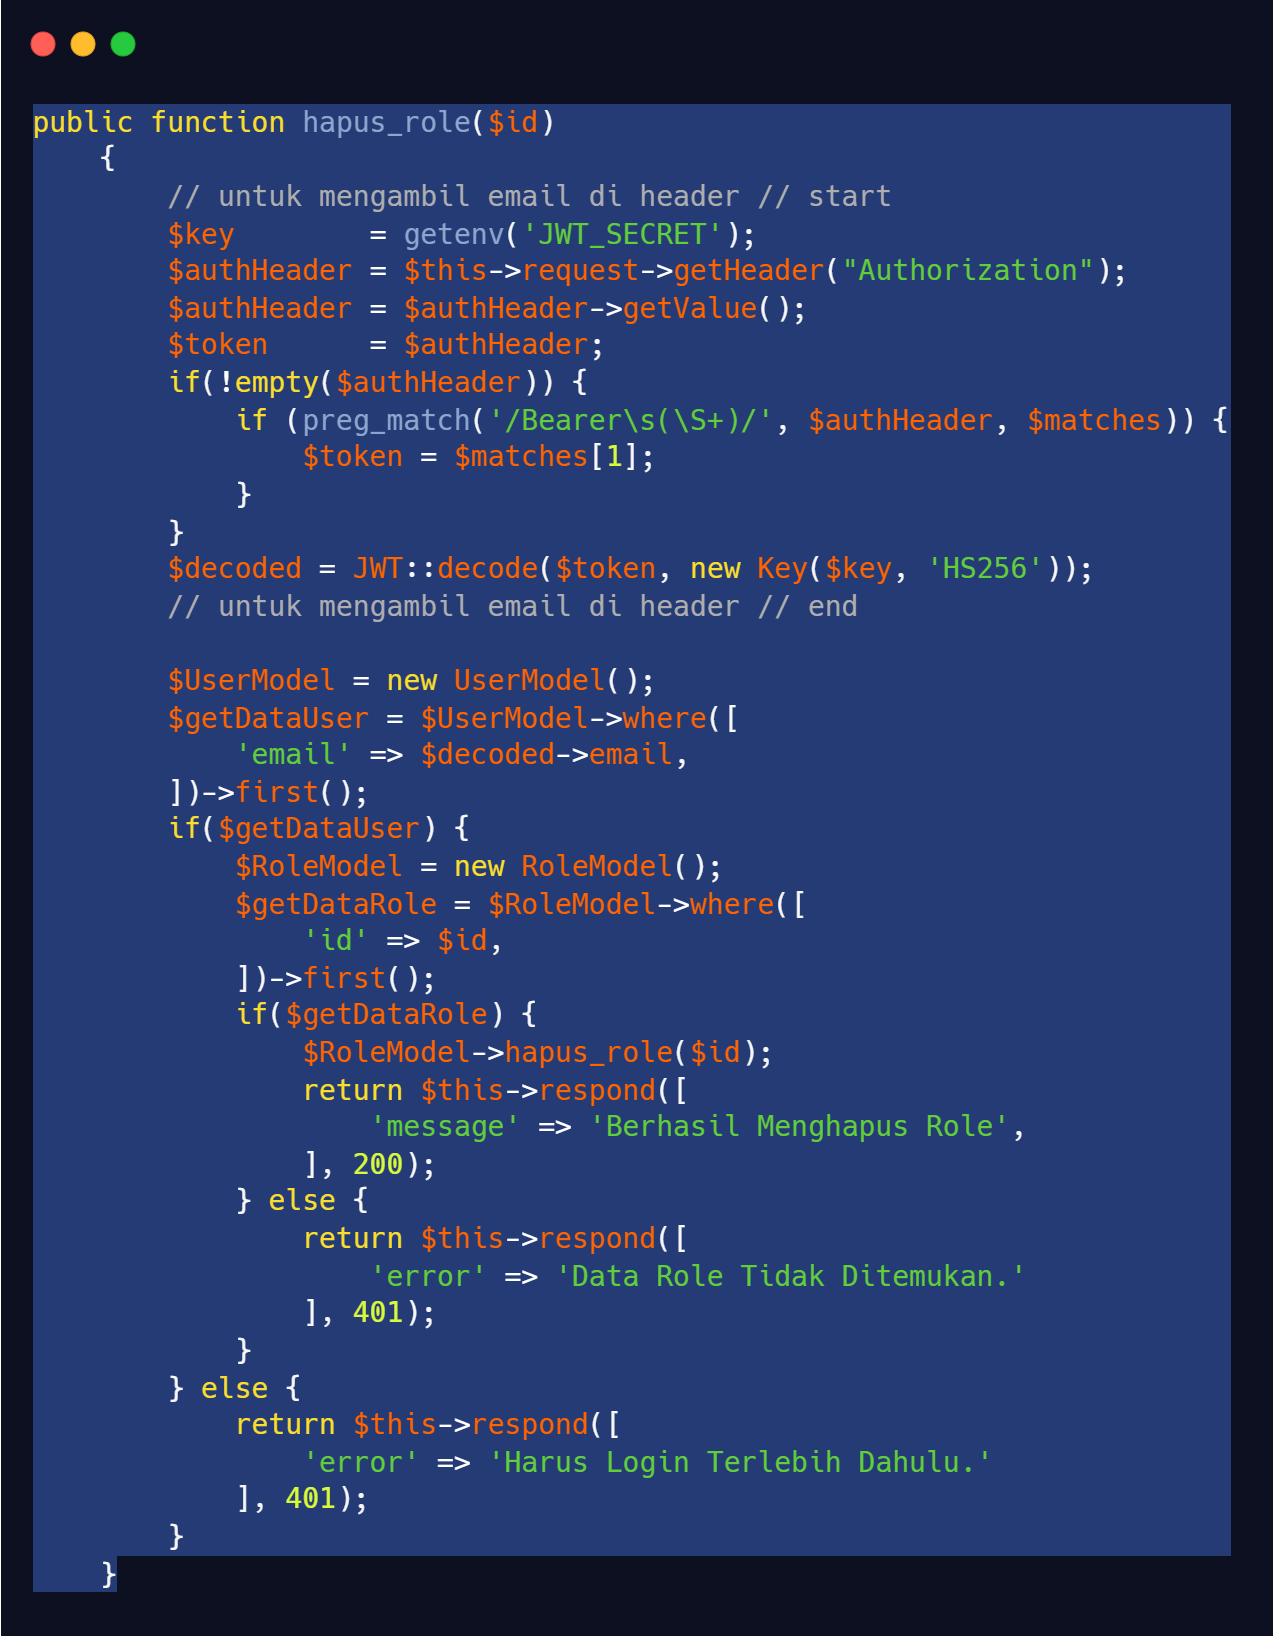 public function hapus_role($id)
    {
        // untuk mengambil email di header // start
        $key        = getenv('JWT_SECRET');
        $authHeader = $this->request->getHeader("Authorization");
        $authHeader = $authHeader->getValue();
        $token      = $authHeader;
        if(!empty($authHeader)) {
            if (preg_match('/Bearer\s(\S+)/', $authHeader, $matches)) {
                $token = $matches[1];
            }
        }
        $decoded = JWT::decode($token, new Key($key, 'HS256'));
        // untuk mengambil email di header // end

        $UserModel = new UserModel();
        $getDataUser = $UserModel->where([
            'email' => $decoded->email,
        ])->first();
        if($getDataUser) {
            $RoleModel = new RoleModel();
            $getDataRole = $RoleModel->where([
                'id' => $id,
            ])->first();
            if($getDataRole) {
                $RoleModel->hapus_role($id);
                return $this->respond([
                    'message' => 'Berhasil Menghapus Role',
                ], 200);
            } else {
                return $this->respond([
                    'error' => 'Data Role Tidak Ditemukan.'
                ], 401);
            }
        } else {
            return $this->respond([
                'error' => 'Harus Login Terlebih Dahulu.'
            ], 401);
        }
    }